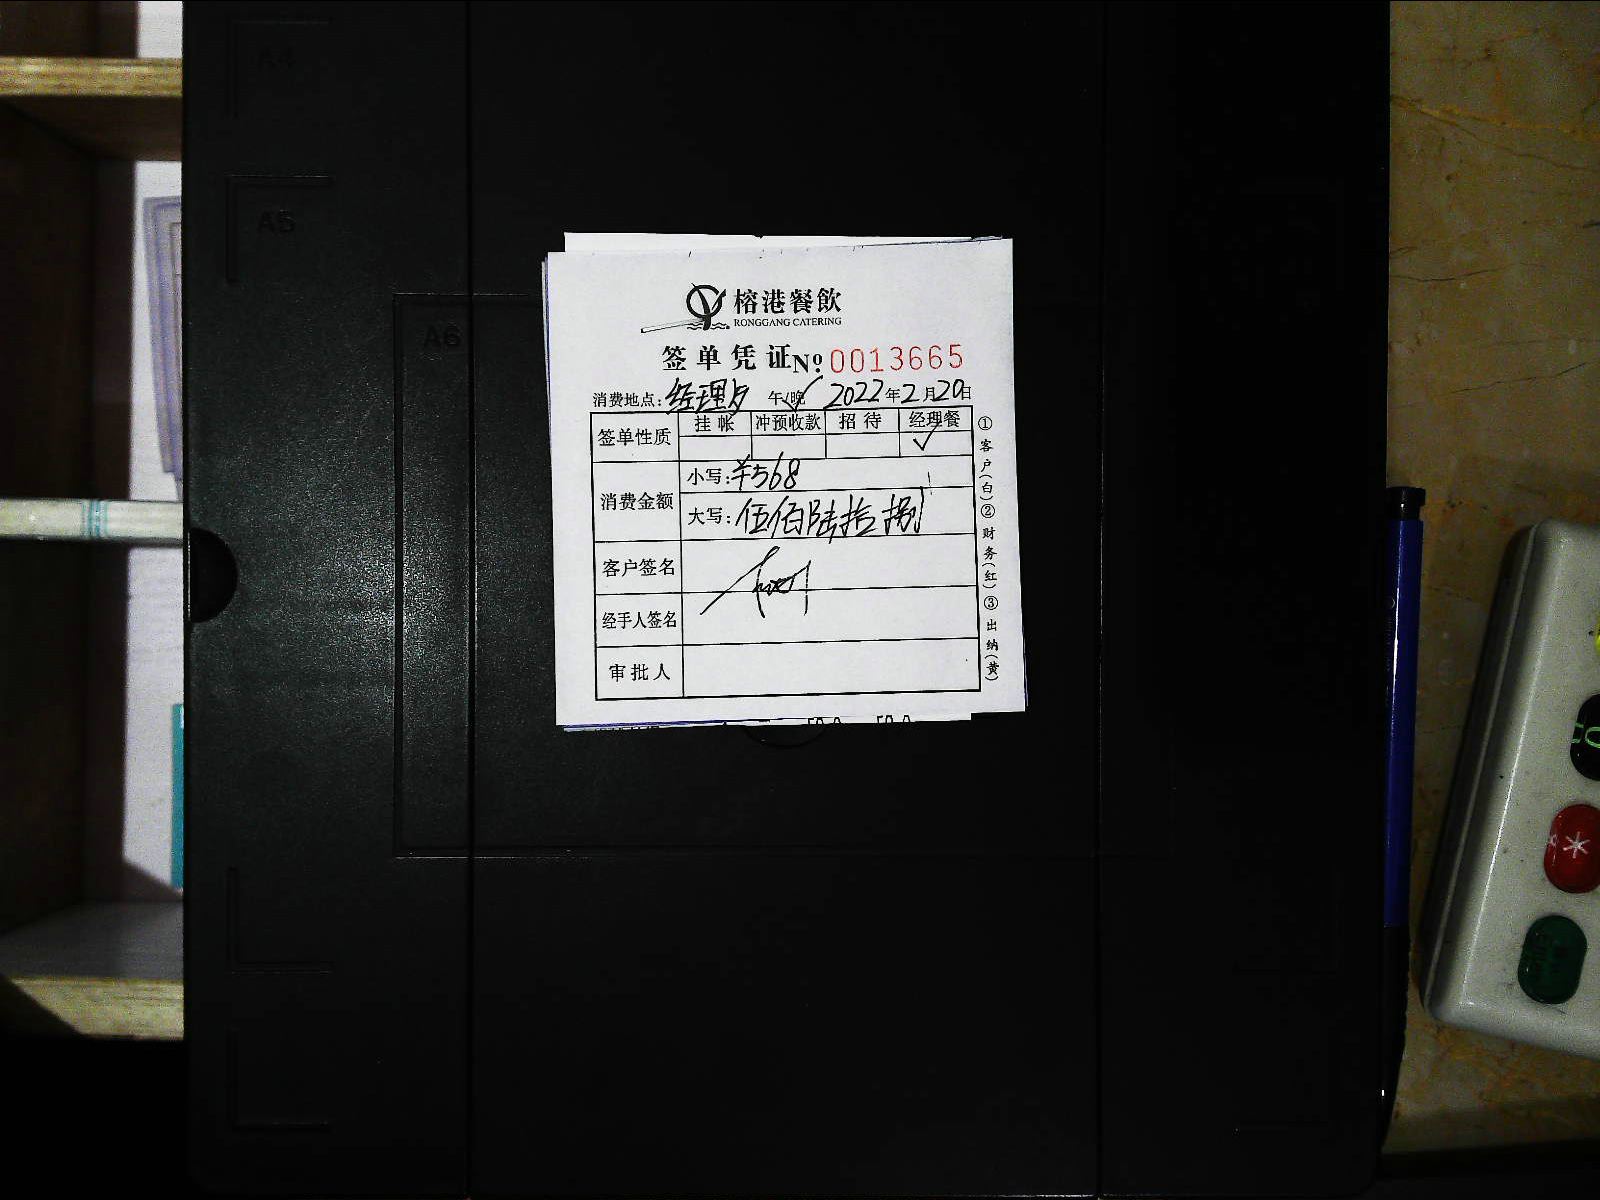 A4
A5
A6
榕港餐飲
RONGGANG CATERING
签单凭证 Nº 0013665
消费地点: 经理夕 午/晚✓ 2022年2月20日
签单性质 挂帐 冲预收款 招待 经理餐
✓
消费金额 小写: ¥568
大写: 伍佰陆拾捌
客户签名
经手人签名
审批人
①客户(白)②财务(红)③出纳(黄)
*